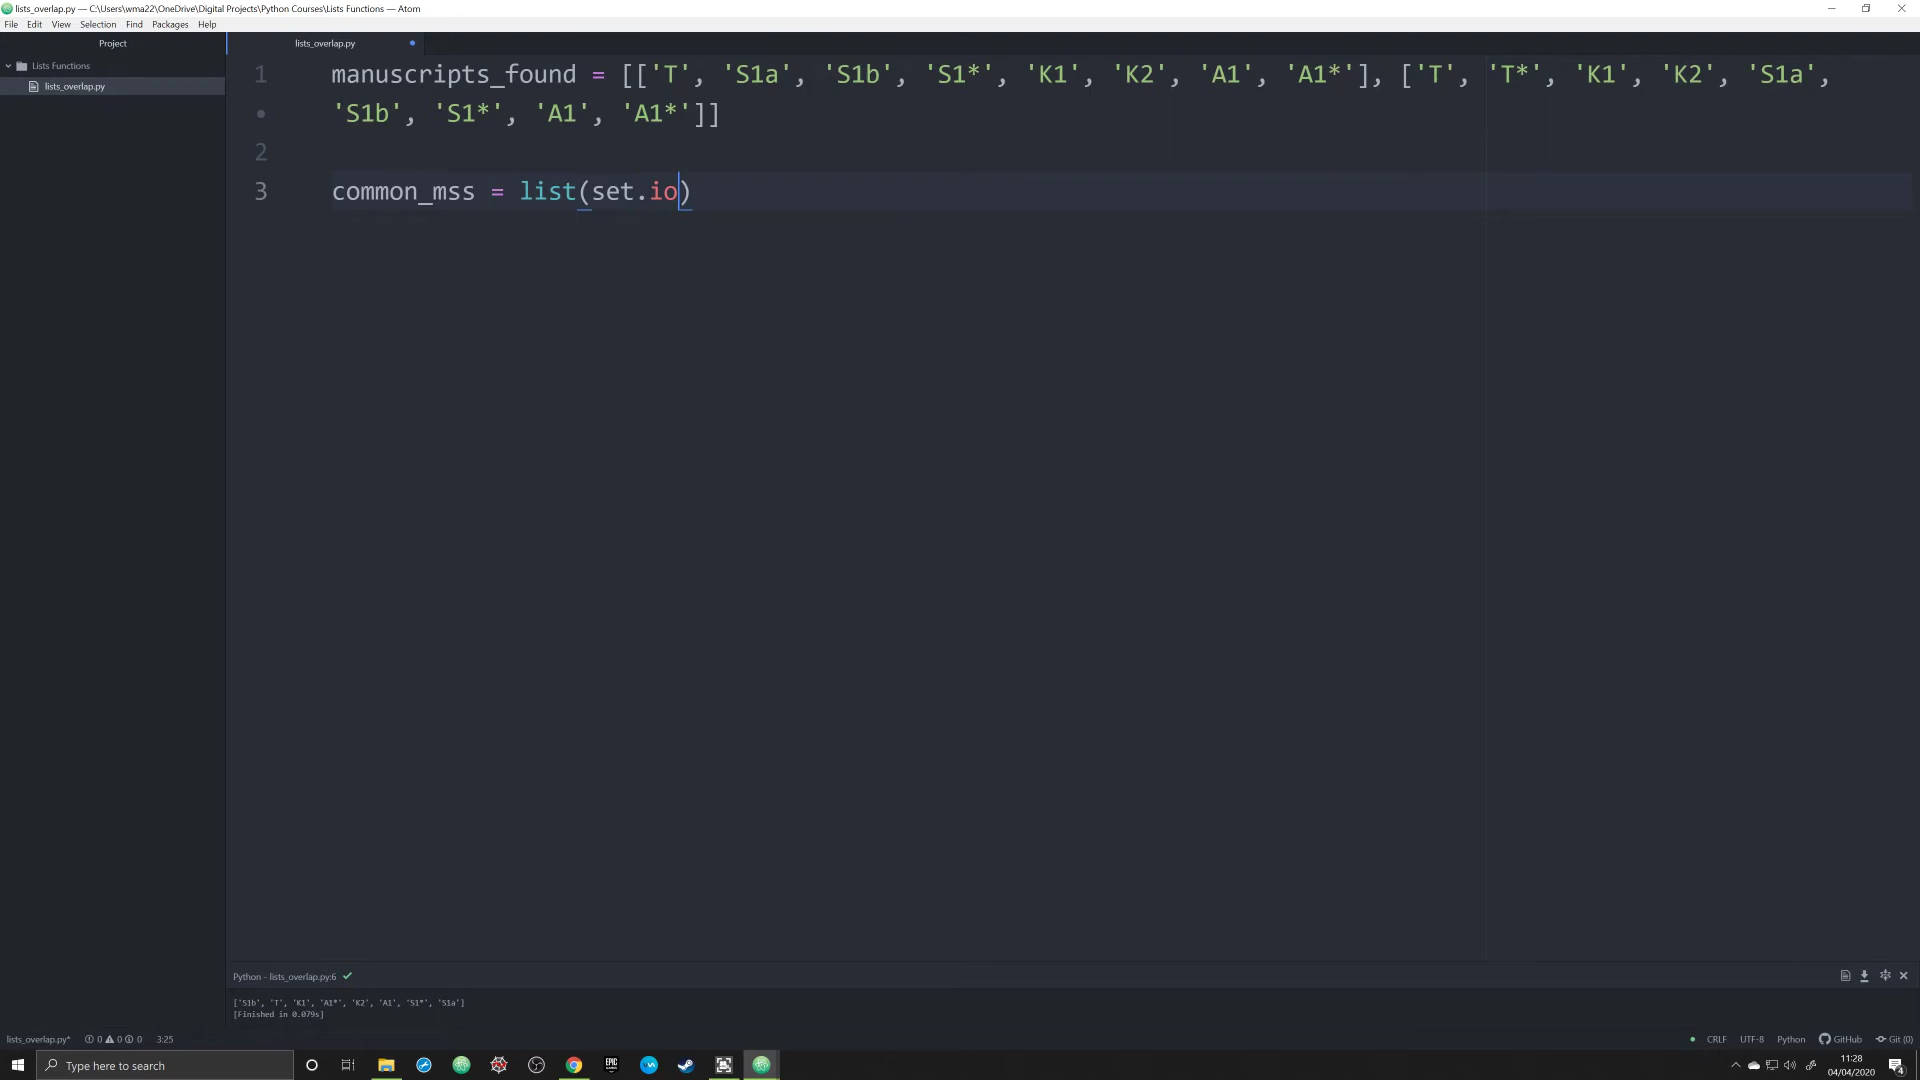 lists_overlap.py — C:\Users\wma22\OneDrive\Digital Projects\Python Courses\Lists Functions — Atom
File Edit View Selection Find Packages Help
Project
lists_overlap.py
Lists Functions
lists_overlap.py
1 manuscripts_found = [['T', 'S1a', 'S1b', 'S1*', 'K1', 'K2', 'A1', 'A1*'], ['T', 'T*', 'K1', 'K2', 'S1a',
• 'S1b', 'S1*', 'A1', 'A1*']]
2
3 common_mss = list(set.io)
Python - lists_overlap.py:6
['S1b', 'T', 'K1', 'A1*', 'K2', 'A1', 'S1*', 'S1a']
[Finished in 0.079s]
lists_overlap.py* 0 0 0 3:25
CRLF UTF-8 Python GitHub Git (0)
Type here to search
EPIC GAMES
11:28
04/04/2020
4